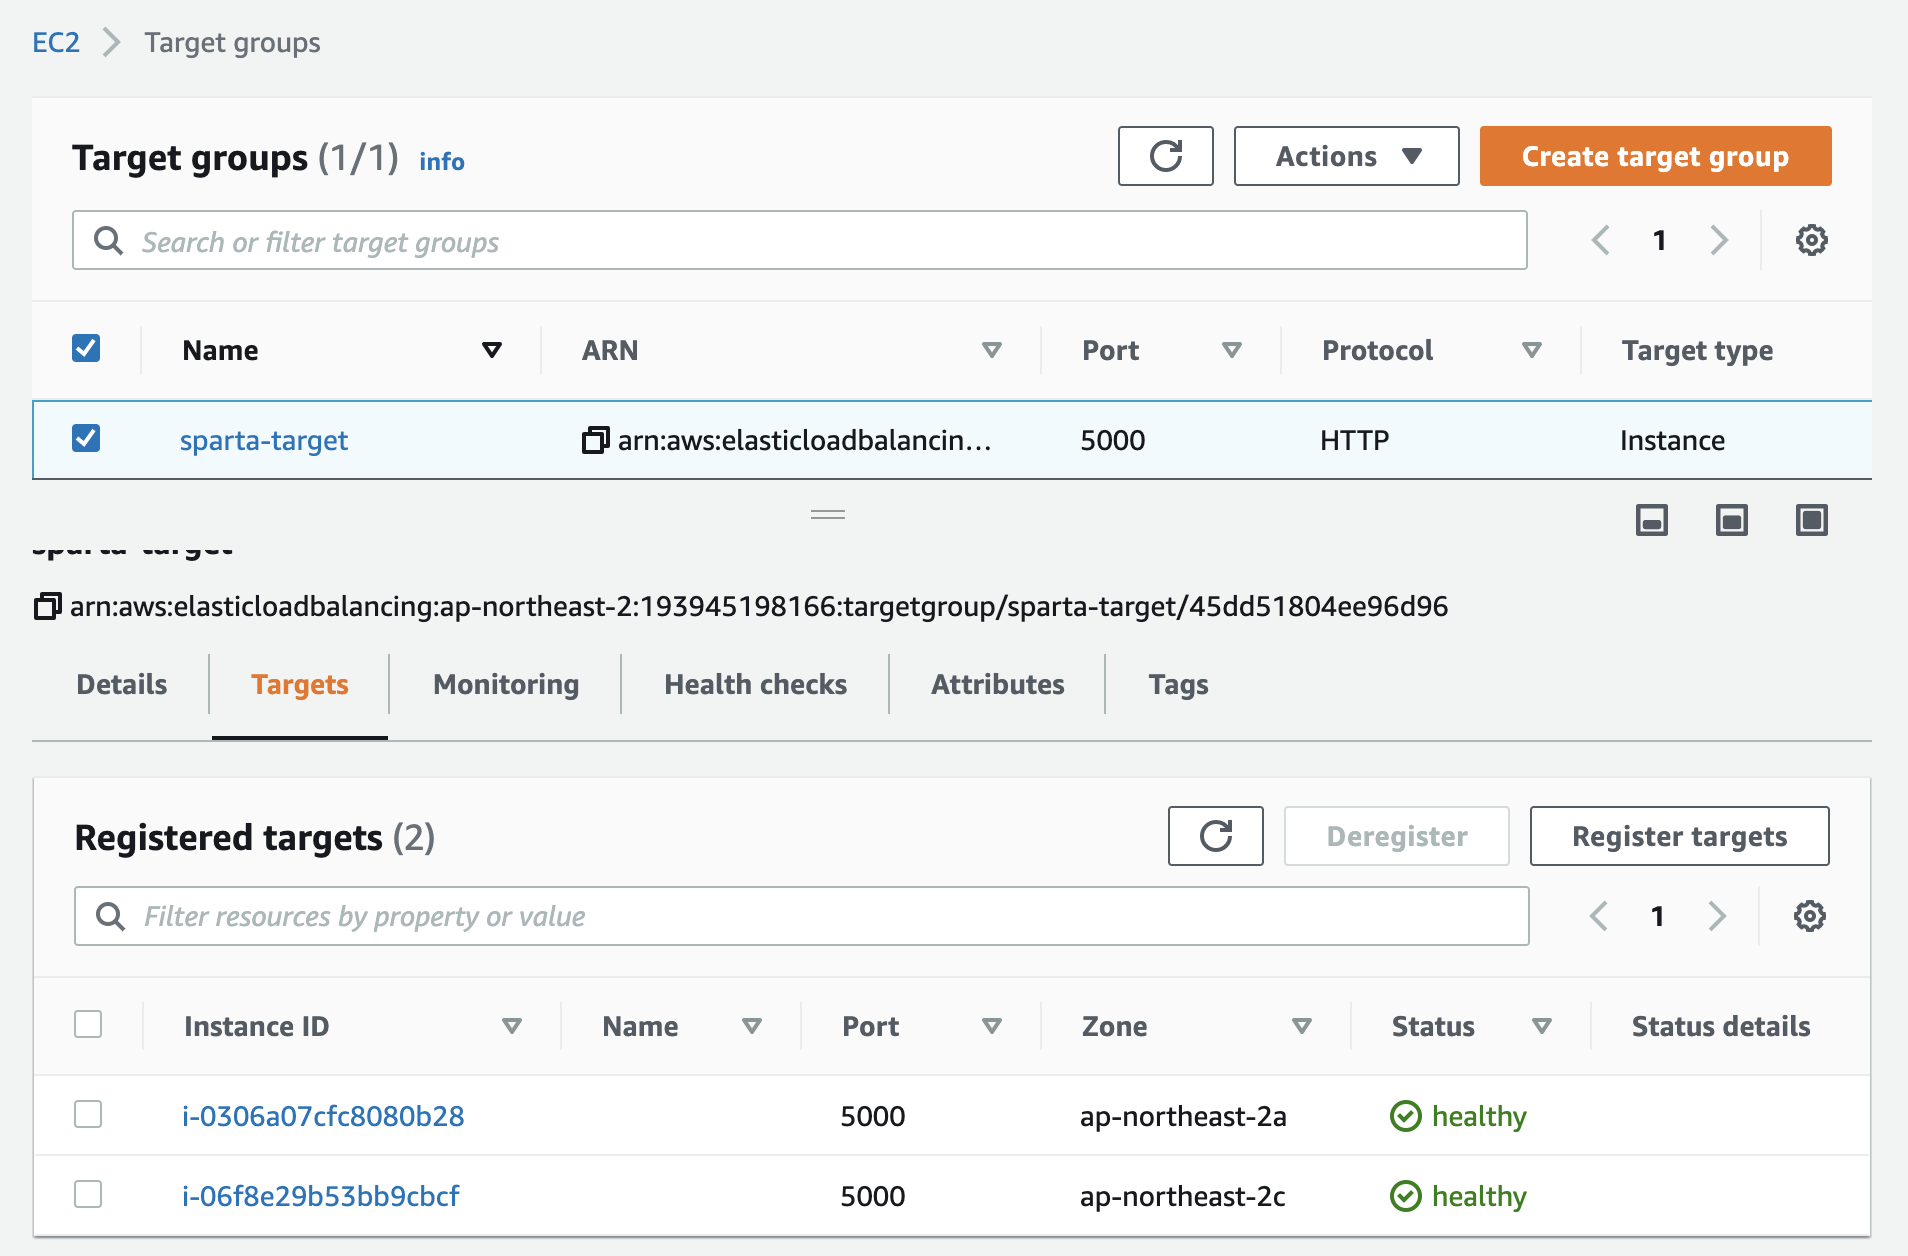 EC2 Target groups
Target groups (1/1) info
Actions
Create target group
Search or filter target groups
1
Name ARN Port Protocol Target type
sparta-target arn:aws:elasticloadbalancin... 5000 HTTP Instance
sparta-target
arn:aws:elasticloadbalancing:ap-northeast-2:193945198166:targetgroup/sparta-target/45dd51804ee96d96
Details Targets Monitoring Health checks Attributes Tags
Registered targets (2)
Deregister
Register targets
Filter resources by property or value
1
Instance ID Name Port Zone Status Status details
i-0306a07cfc8080b28 5000 ap-northeast-2a healthy
i-06f8e29b53bb9cbcf 5000 ap-northeast-2c healthy